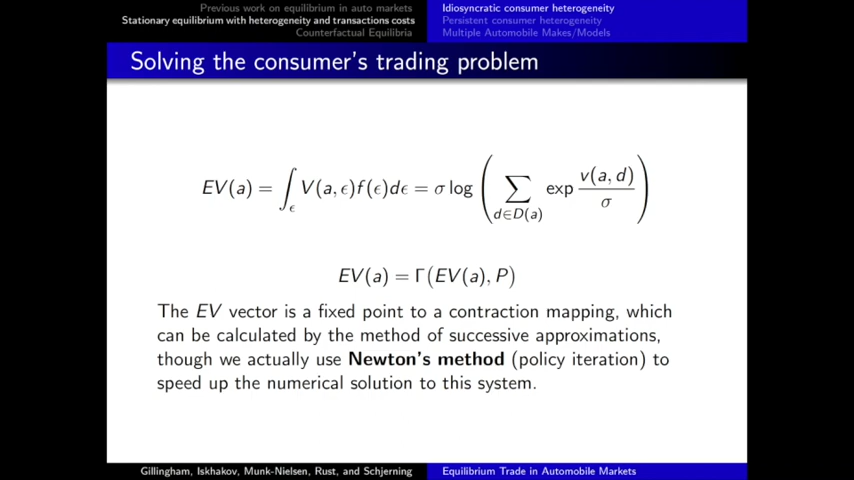 Previous work on equilibrium in auto markets
Stationary equilibrium with heterogeneity and transactions costs
Counterfactual Equilibria
Idiosyncratic consumer heterogeneity
Persistent consumer heterogeneity
Multiple Automobile Makes/Models
Solving the consumer's trading problem
EV(a) = ∫_ϵ V(a, ϵ)f(ϵ)dϵ = σ log ( ∑_{d∈D(a)} exp v(a, d)/σ )
EV(a) = Γ(EV(a), P)
The EV vector is a fixed point to a contraction mapping, which
can be calculated by the method of successive approximations,
though we actually use Newton's method (policy iteration) to
speed up the numerical solution to this system.
Gillingham, Iskhakov, Munk-Nielsen, Rust, and Schjerning
Equilibrium Trade in Automobile Markets